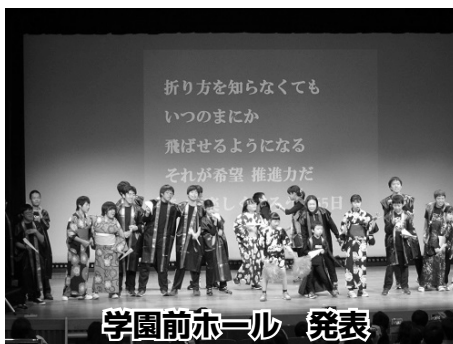 折り方を知らなくても
いつのまにか
飛ばせるようになる
それが希望 推進力だ
学園前ホール 発表